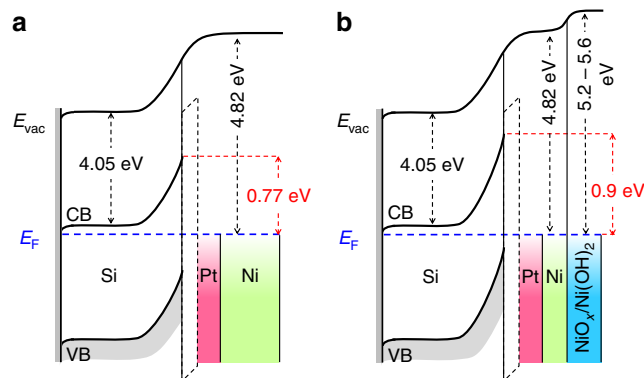 a
E_vac
4.05 eV
4.82 eV
0.77 eV
CB
E_F
Si
Pt
Ni
VB
b
E_vac
4.05 eV
4.82 eV
5.2 – 5.6
eV
0.9 eV
CB
E_F
Si
Pt
Ni
NiO_x/Ni(OH)_2
VB